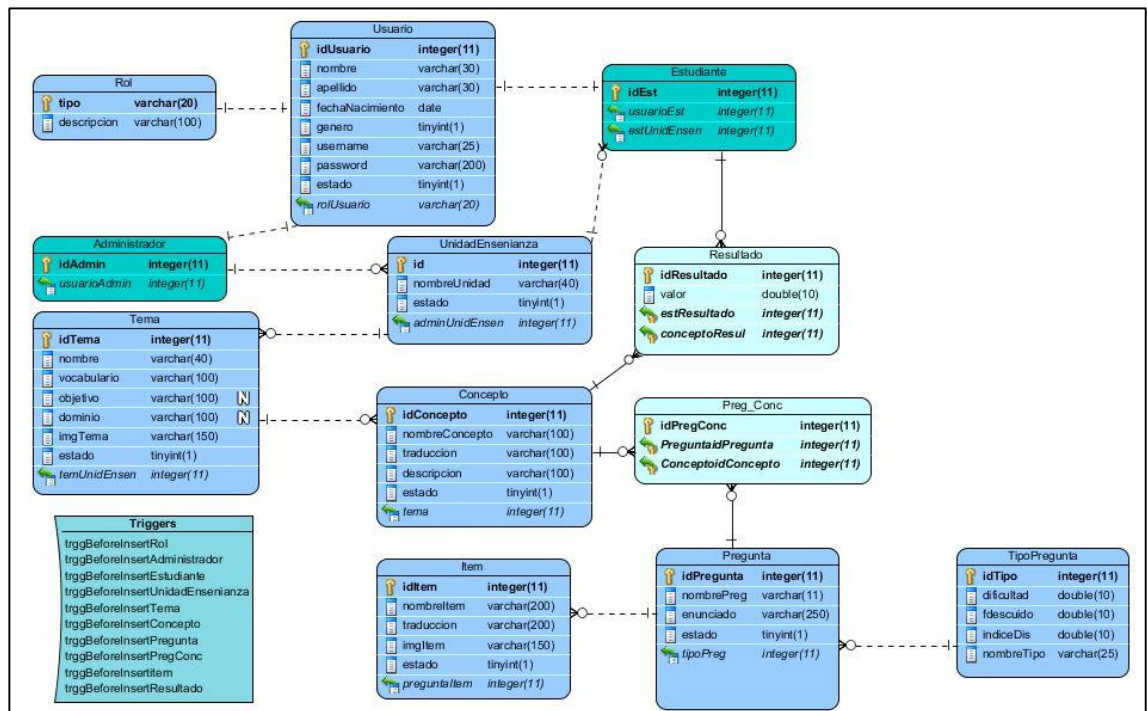 Usuario
idUsuario integer(11)
nombre varchar(30)
apellido varchar(30)
fechaNacimiento date
genero tinyint(1)
username varchar(25)
password varchar(200)
estado tinyint(1)
rolUsuario varchar(20)
Rol
tipo varchar(20)
descripcion varchar(100)
Estudiante
idEst integer(11)
usuarioEst integer(11)
estUnidEnsen integer(11)
Administrador
idAdmin integer(11)
usuarioAdmin integer(11)
UnidadEnsenianza
id integer(11)
nombreUnidad varchar(40)
estado tinyint(1)
adminUnidEnsen integer(11)
Resultado
idResultado integer(11)
valor double(10)
estResultado integer(11)
conceptoResul integer(11)
Tema
idTema integer(11)
nombre varchar(40)
vocabulario varchar(100)
objetivo varchar(100) N
dominio varchar(100) N
imgTema varchar(150)
estado tinyint(1)
temUnidEnsen integer(11)
Concepto
idConcepto integer(11)
nombreConcepto varchar(100)
traduccion varchar(100)
descripcion varchar(100)
estado tinyint(1)
tema integer(11)
Preg_Conc
idPregConc integer(11)
PreguntaidPregunta integer(11)
ConceptoidConcepto integer(11)
Triggers
trggBeforeInsertRol
trggBeforeInsertAdministrador
trggBeforeInsertEstudiante
trggBeforeInsertUnidadEnsenianza
trggBeforeInsertTema
trggBeforeInsertConcepto
trggBeforeInsertPregunta
trggBeforeInsertPregConc
trggBeforeInsertitem
trggBeforeInsertResultado
Item
idItem integer(11)
nombreItem varchar(200)
traduccion varchar(200)
imgItem varchar(150)
estado tinyint(1)
preguntaItem integer(11)
Pregunta
idPregunta integer(11)
nombrePreg varchar(11)
enunciado varchar(250)
estado tinyint(1)
tipoPreg integer(11)
TipoPregunta
idTipo integer(11)
dificultad double(10)
fdescuido double(10)
indiceDis double(10)
nombreTipo varchar(25)